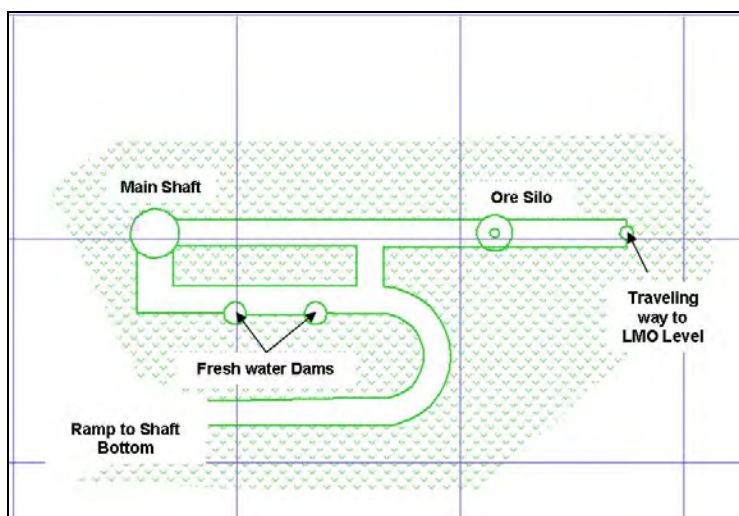 Main Shaft
Ore Silo
Traveling
way to
LMO Level
Fresh water Dams
Ramp to Shaft
Bottom